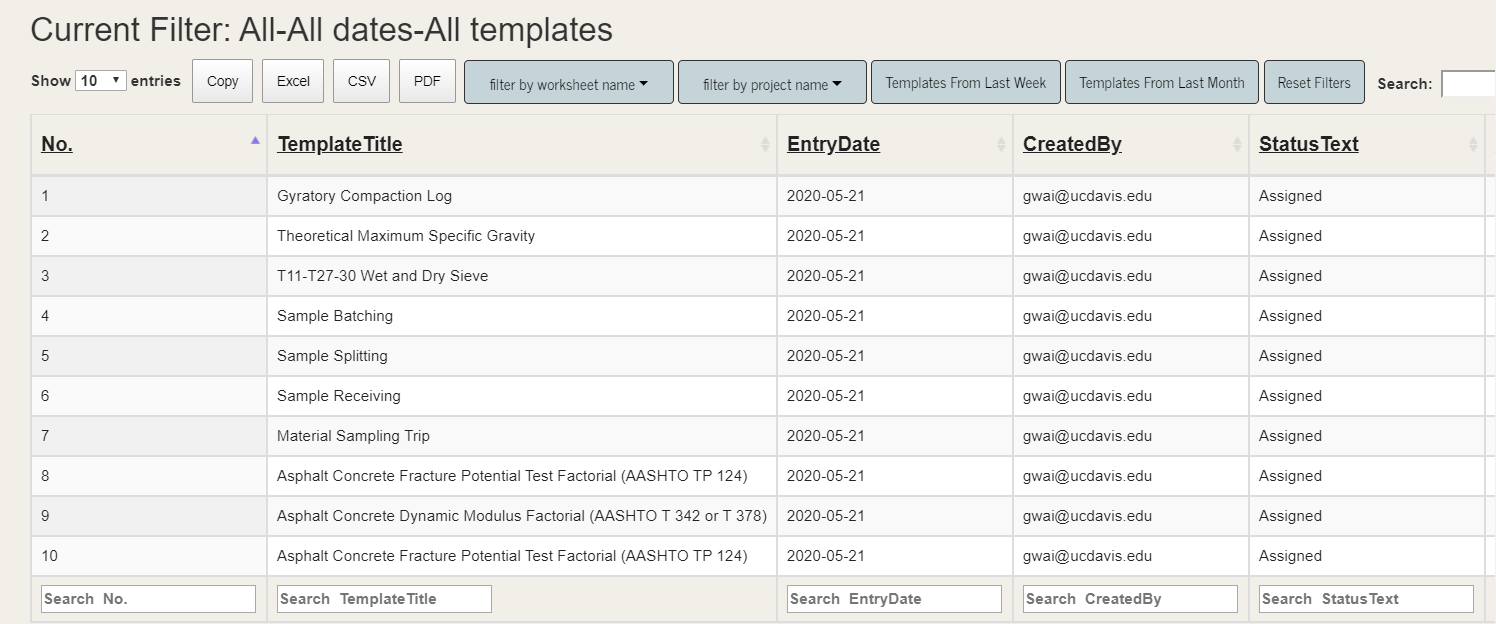 Current Filter: All-All dates-All templates
Show 10 entries Copy Excel CSV PDF filter by worksheet name filter by project name Templates From Last Week Templates From Last Month Reset Filters Search:
No. TemplateTitle EntryDate CreatedBy StatusText
1 Gyratory Compaction Log 2020-05-21 gwai@ucdavis.edu Assigned
2 Theoretical Maximum Specific Gravity 2020-05-21 gwai@ucdavis.edu Assigned
3 T11-T27-30 Wet and Dry Sieve 2020-05-21 gwai@ucdavis.edu Assigned
4 Sample Batching 2020-05-21 gwai@ucdavis.edu Assigned
5 Sample Splitting 2020-05-21 gwai@ucdavis.edu Assigned
6 Sample Receiving 2020-05-21 gwai@ucdavis.edu Assigned
7 Material Sampling Trip 2020-05-21 gwai@ucdavis.edu Assigned
8 Asphalt Concrete Fracture Potential Test Factorial (AASHTO TP 124) 2020-05-21 gwai@ucdavis.edu Assigned
9 Asphalt Concrete Dynamic Modulus Factorial (AASHTO T 342 or T 378) 2020-05-21 gwai@ucdavis.edu Assigned
10 Asphalt Concrete Fracture Potential Test Factorial (AASHTO TP 124) 2020-05-21 gwai@ucdavis.edu Assigned
Search No. Search TemplateTitle Search EntryDate Search CreatedBy Search StatusText